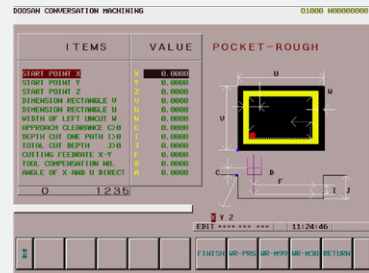 DOOSAN CONVERSATION MACHINING
O1000 N00000000
ITEMS VALUE
POCKET-ROUGH
START POINT X X 0.0000
START POINT Y Y 0.0000
START POINT Z Z 0.0000
DIMENSION RECTANGLE V V 0.0000
DIMENSION RECTANGLE U U 0.0000
WIDTH OF LEFT UNCUT W W 0.0000
APPROACH CLEARANCE C>0 C 0.0000
DEPTH CUT ONE PATH I>0 I 0.0000
TOTAL CUT DEPTH J>0 J 0.0000
CUTTING FEEDRATE X-Y F 0.0000
TOOL COMPENSATION NO. D 0.0000
ANGLE OF X AND U DIRECT A 0.0000
O 1235
U
W
V
C
D
F
I
J
X Y Z
EDIT **** *** *** 11:24:46
FINISH WR-PRG WR-M99 WR-M30 RETURN